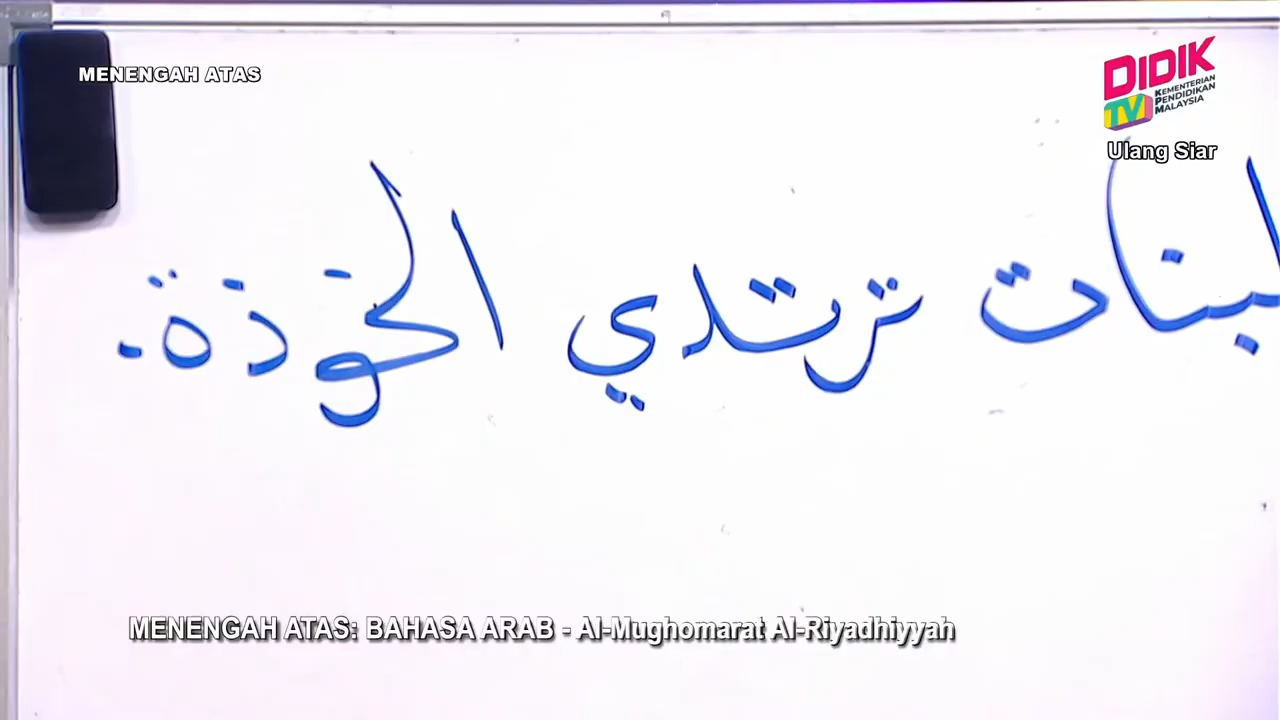 MENENGAH ATAS
DIDIK
TV KEMENTERIAN
PENDIDIKAN
MALAYSIA
Ulang Siar
لبنات ترتدي الخوذة.
MENENGAH ATAS: BAHASA ARAB - Al-Mughomarat Al-Riyadhiyyah